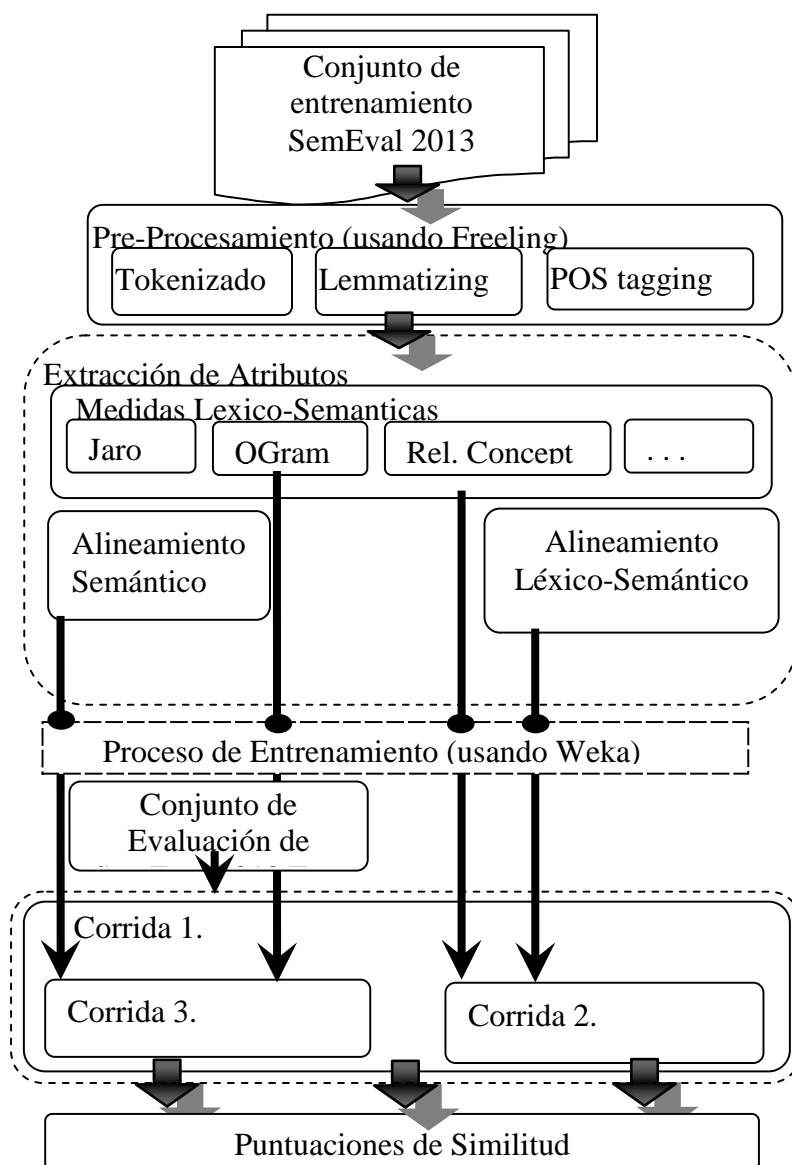 Conjunto de
entrenamiento
SemEval 2013
Pre-Procesamiento (usando Freeling)
Tokenizado
Lemmatizing
POS tagging
Extracción de Atributos
Medidas Lexico-Semanticas
Jaro
QGram
Rel. Concept
. . .
Alineamiento
Semántico
Alineamiento
Léxico-Semántico
Proceso de Entrenamiento (usando Weka)
Conjunto de
Evaluación de
Corrida 1.
Corrida 3.
Corrida 2.
Puntuaciones de Similitud